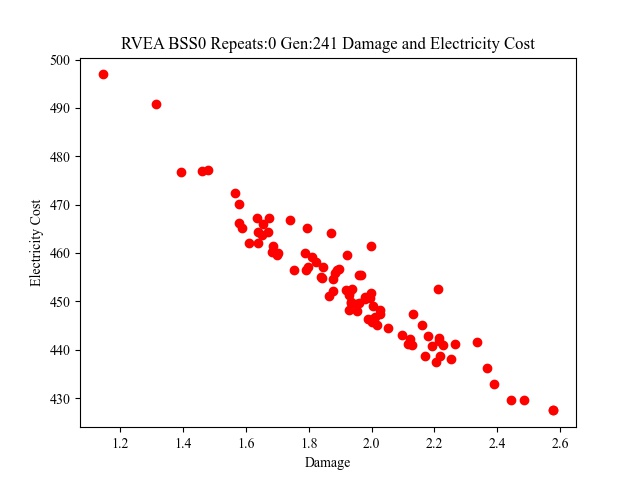 RVEA BSS0 Repeats:0 Gen:241 Damage and Electricity Cost
500
490
480
470
460
450
440
430
Electricity Cost
1.2 1.4 1.6 1.8 2.0 2.2 2.4 2.6
Damage